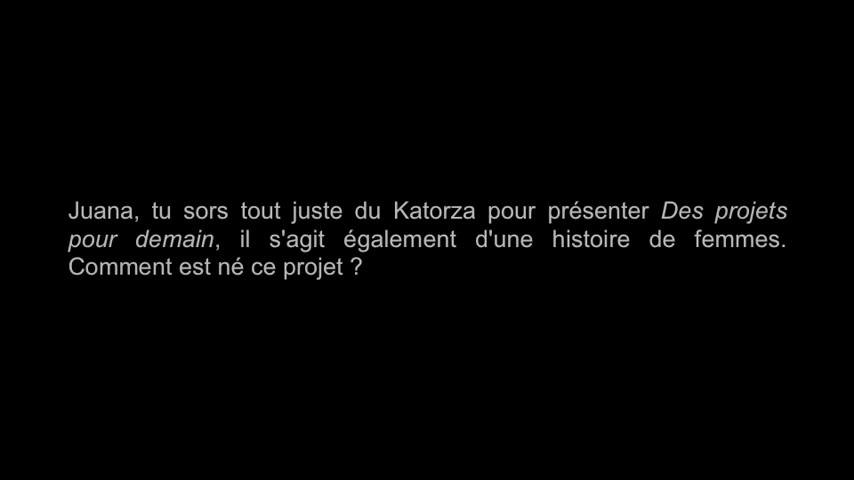 Juana, tu sors tout juste du Katorza pour présenter Des projets
pour demain, il s'agit également d'une histoire de femmes.
Comment est né ce projet ?